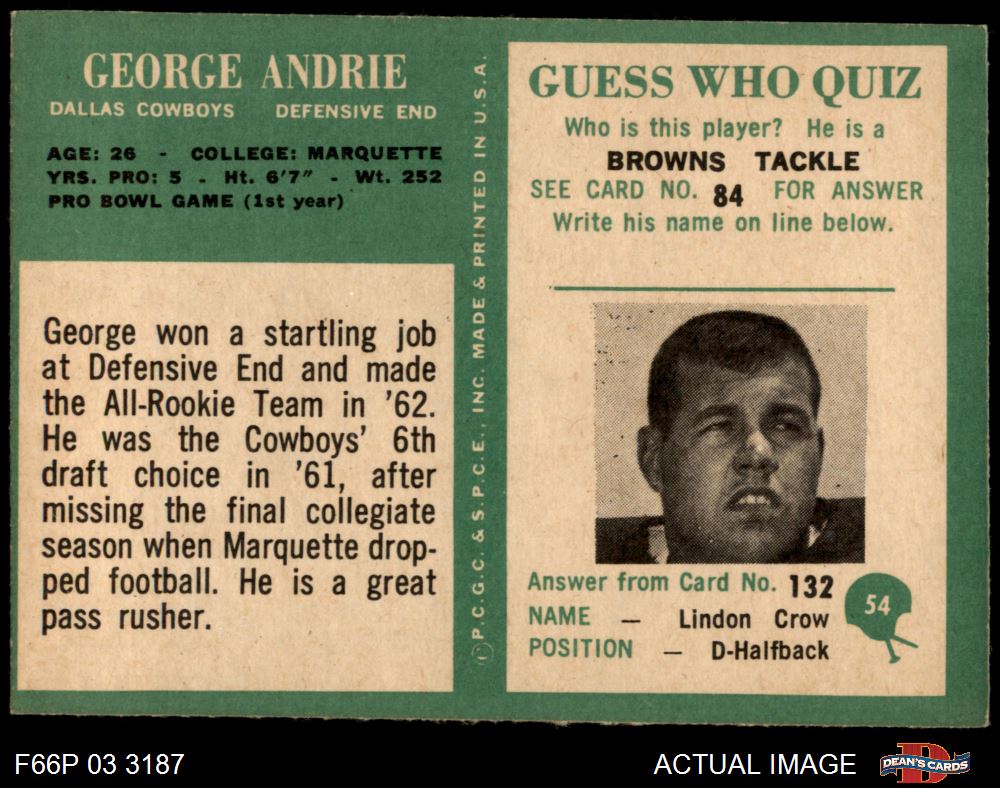 GEORGE ANDRIE
DALLAS COWBOYS DEFENSIVE END
AGE: 26 - COLLEGE: MARQUETTE
YRS. PRO: 5 - Ht. 6'7" - Wt. 252
PRO BOWL GAME (1st year)
George won a startling job
at Defensive End and made
the All-Rookie Team in '62.
He was the Cowboys' 6th
draft choice in '61, after
missing the final collegiate
season when Marquette drop-
ped football. He is a great
pass rusher.
Ⓒ P.C.G.C. & S.P.C.E., INC. MADE & PRINTED IN U.S.A.
GUESS WHO QUIZ
Who is this player? He is a
BROWNS TACKLE
SEE CARD NO. 84 FOR ANSWER
Write his name on line below.
Answer from Card No. 132
NAME — Lindon Crow
POSITION — D-Halfback
54
F66P 03 3187
ACTUAL IMAGE
D
DEAN'S CARDS